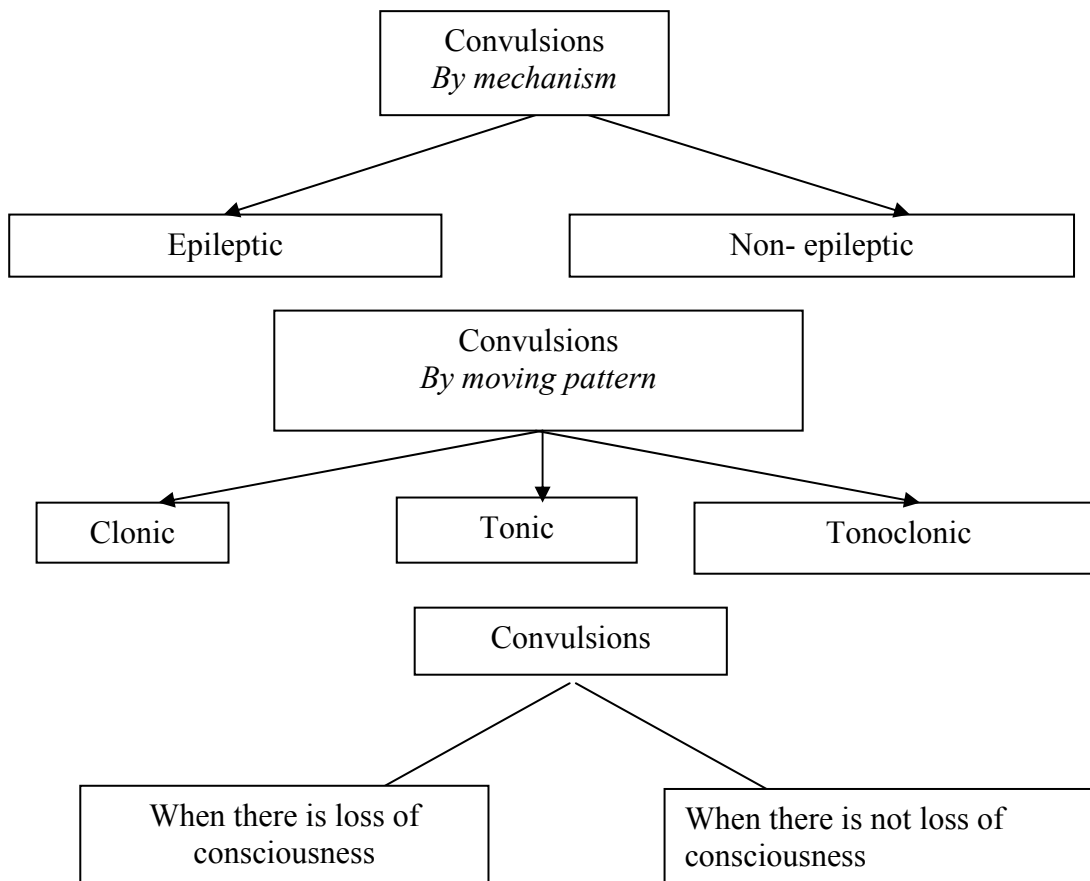 Convulsions
By mechanism
Epileptic
Non- epileptic
Convulsions
By moving pattern
Clonic
Tonic
Tonoclonic
Convulsions
When there is loss of
consciousness
When there is not loss of
consciousness